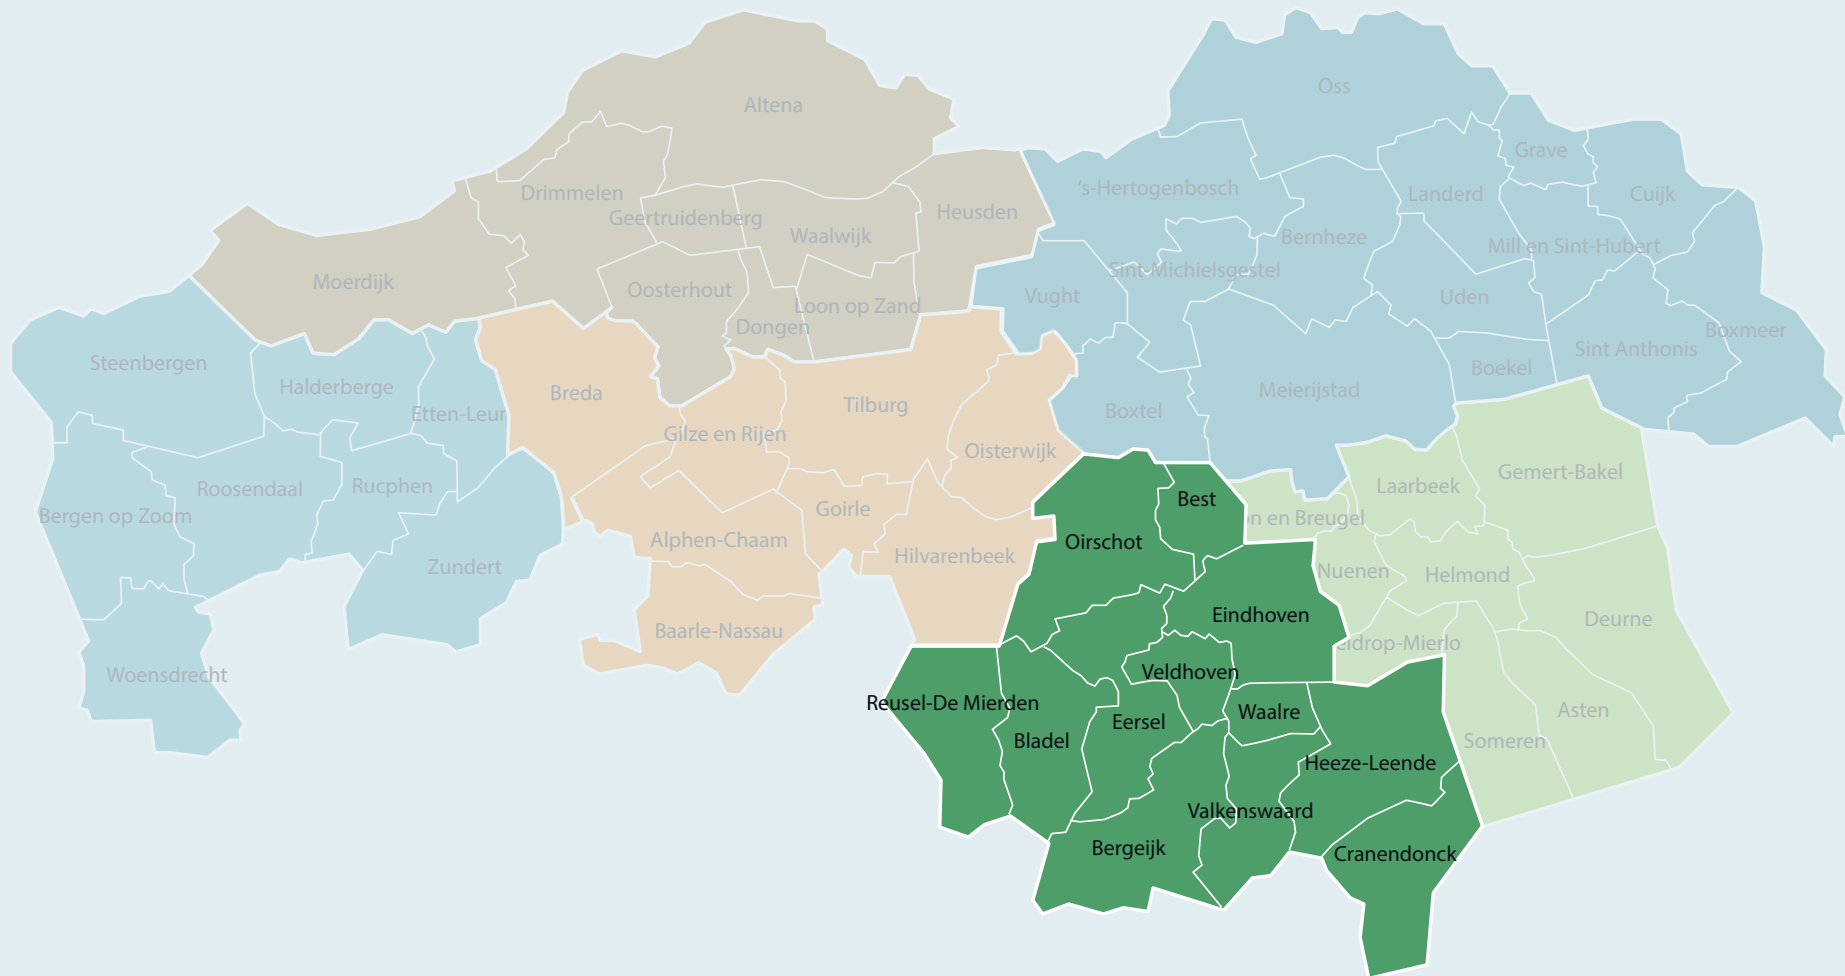 Altena
Oss
Grave
Drimmelen
's-Hertogenbosch
Landerd
Cuijk
Geertruidenberg
Heusden
Waalwijk
Bernheze
Mill en Sint-Hubert
Moerdijk
Sint-Michielsgestel
Oosterhout
Vught
Uden
Loon op Zand
Dongen
Boxmeer
Steenbergen
Sint Anthonis
Boekel
Halderberge
Breda
Meierijstad
Tilburg
Etten-Leur
Boxtel
Gilze en Rijen
Oisterwijk
Gemert-Bakel
Laarbeek
Roosendaal
Rucphen
Best
Goirle
Bergen op Zoom
on en Breugel
Alphen-Chaam
Oirschot
Hilvarenbeek
Zundert
Nuenen
Helmond
Eindhoven
Deurne
Baarle-Nassau
eldrop-Mierlo
Woensdrecht
Veldhoven
Reusel-De Mierden
Waalre
Asten
Eersel
Bladel
Someren
Heeze-Leende
Valkenswaard
Bergeijk
Cranendonck